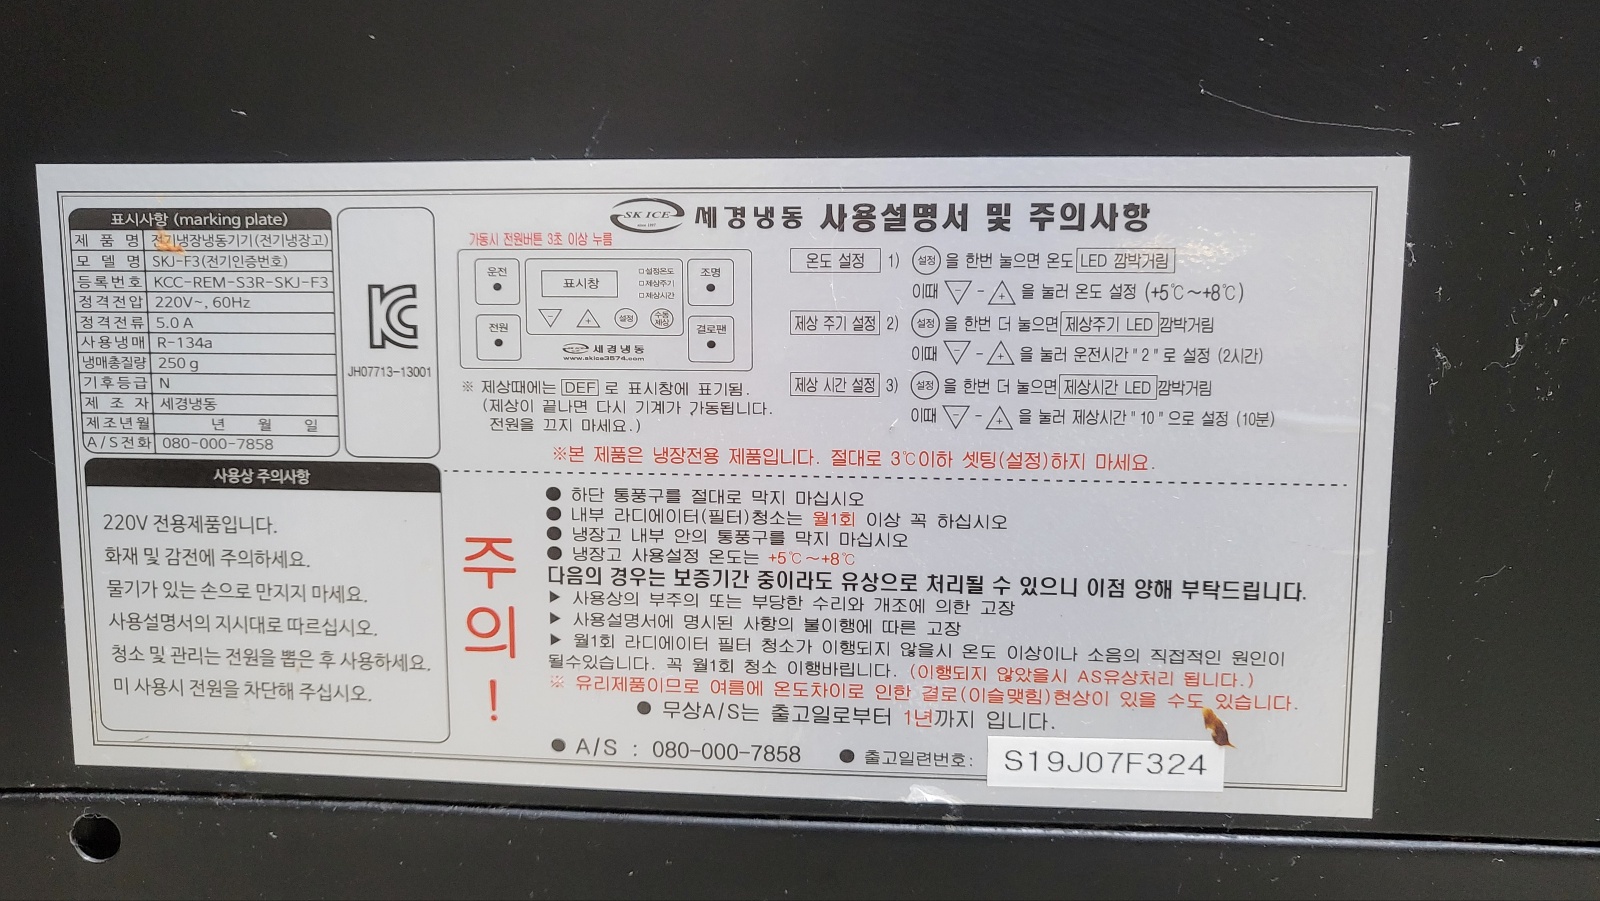 SK ICE
since 1997
세경냉동 사용설명서 및 주의사항
표시사항 (marking plate)
제 품 명 전기냉장냉동기기(전기냉장고)
모 델 명 SKJ-F3(전기인증번호)
등록번호 KCC-REM-S3R-SKJ-F3
정격전압 220V~, 60Hz
정격전류 5.0 A
사용냉매 R-134a
냉매총질량 250 g
기후등급 N
제 조 자 세경냉동
제조년월 년 월 일
A/S전화 080-000-7858
JH07713-13001
사용상 주의사항
220V 전용제품입니다.
화재 및 감전에 주의하세요.
물기가 있는 손으로 만지지 마세요.
사용설명서의 지시대로 따르십시오.
청소 및 관리는 전원을 뽑은 후 사용하세요.
미 사용시 전원을 차단해 주십시오.
가동시 전원버튼 3초 이상 누름
운전
표시창
□설정온도
□제상주기
□제상시간
조명
전원
- + 설정 수동제상
결로팬
세경냉동
www.skice3874.com
※ 제상때에는 DEF 로 표시창에 표기됨.
(제상이 끝나면 다시 기계가 가동됩니다.
전원을 끄지 마세요.)
온도 설정 1) 설정 을 한번 눌으면 온도 LED 깜박거림
이때 ▽ - △ 을 눌러 온도 설정 (+5℃~+8℃)
제상 주기 설정 2) 설정 을 한번 더 눌으면 제상주기 LED 깜박거림
이때 ▽ - △ 을 눌러 운전시간 "2"로 설정 (2시간)
제상 시간 설정 3) 설정 을 한번 더 눌으면 제상시간 LED 깜박거림
이때 ▽ - △ 을 눌러 제상시간 "10"으로 설정 (10분)
※본 제품은 냉장전용 제품입니다. 절대로 3℃이하 셋팅(설정)하지 마세요.
주의!
● 하단 통풍구를 절대로 막지 마십시오
● 내부 라디에이터(필터)청소는 월1회 이상 꼭 하십시오
● 냉장고 내부 안의 통풍구를 막지 마십시오
● 냉장고 사용설정 온도는 +5℃~+8℃
다음의 경우는 보증기간 중이라도 유상으로 처리될 수 있으니 이점 양해 부탁드립니다.
▶ 사용상의 부주의 또는 부당한 수리와 개조에 의한 고장
▶ 사용설명서에 명시된 사항의 불이행에 따른 고장
▶ 월1회 라디에이터 필터 청소가 이행되지 않을시 온도 이상이나 소음의 직접적인 원인이
될수있습니다. 꼭 월1회 청소 이행바립니다. (이행되지 않았을시 AS유상처리 됩니다.)
※ 유리제품이므로 여름에 온도차이로 인한 결로(이슬맺힘)현상이 있을 수도 있습니다.
● 무상A/S는 출고일로부터 1년까지 입니다.
● A/S : 080-000-7858 ● 출고일련번호: S19J07F324